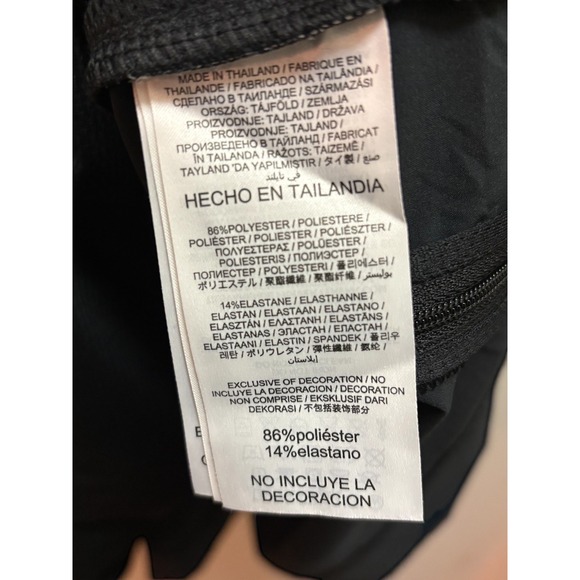 MADE IN THAILAND / FABRIQUE EN
THAILANDE / FABRICADO NA TAILÂNDIA /
СДЕЛАНО В ТАИЛАНДЕ / SZÁRMAZÁSI
ORSZÁG: TÁJFÖLD / ZEMLJA
PROIZVODNJE: TAJLAND / DRŽAVA
PROIZVODNJE: TAJLAND /
ПРОИЗВЕДЕНО В ТАЙЛАНД / FABRICAT
ÎN TAILANDA / RAŽOTS: TAIZEMĒ /
TAYLAND 'DA YAPILMIŞTIR / タイ製 / صنع
في تايلند
HECHO EN TAILANDIA
86%POLYESTER / POLIESTERE /
POLIÉSTER / POLIESTER / POLIÉSZTER /
ΠΟΛΥΕΣΤΕΡΑΣ / POLÜESTER /
POLIESTERIS / ПОЛИЭСТЕР /
ПОЛИЕСТЕР / POLYESTERI / 폴리에스터 /
ポリエステル / 聚酯纖維 / 聚酯纤维 / بوليستر
14%ELASTANE / ELASTHANNE /
ELASTAN / ELASTAAN / ELASTANO /
ELASZTÁN / ΕΛΑΣΤΑΝΗ / ELASTĀNS /
ELASTANAS / ЭЛАСТАН / ЕЛАСТАН /
ELASTAANI / ELASTIN / SPANDEK / 폴리우
레탄 / ポリウレタン / 彈性纖維 / 氨纶 /
إيلاستان
EXCLUSIVE OF DECORATION / NO
INCLUYE LA DECORACION / DECORATION
NON COMPRISE / EKSKLUSIF DARI
DEKORASI / 不包括装饰部分
86%poliéster
14%elastano
NO INCLUYE LA
DECORACION